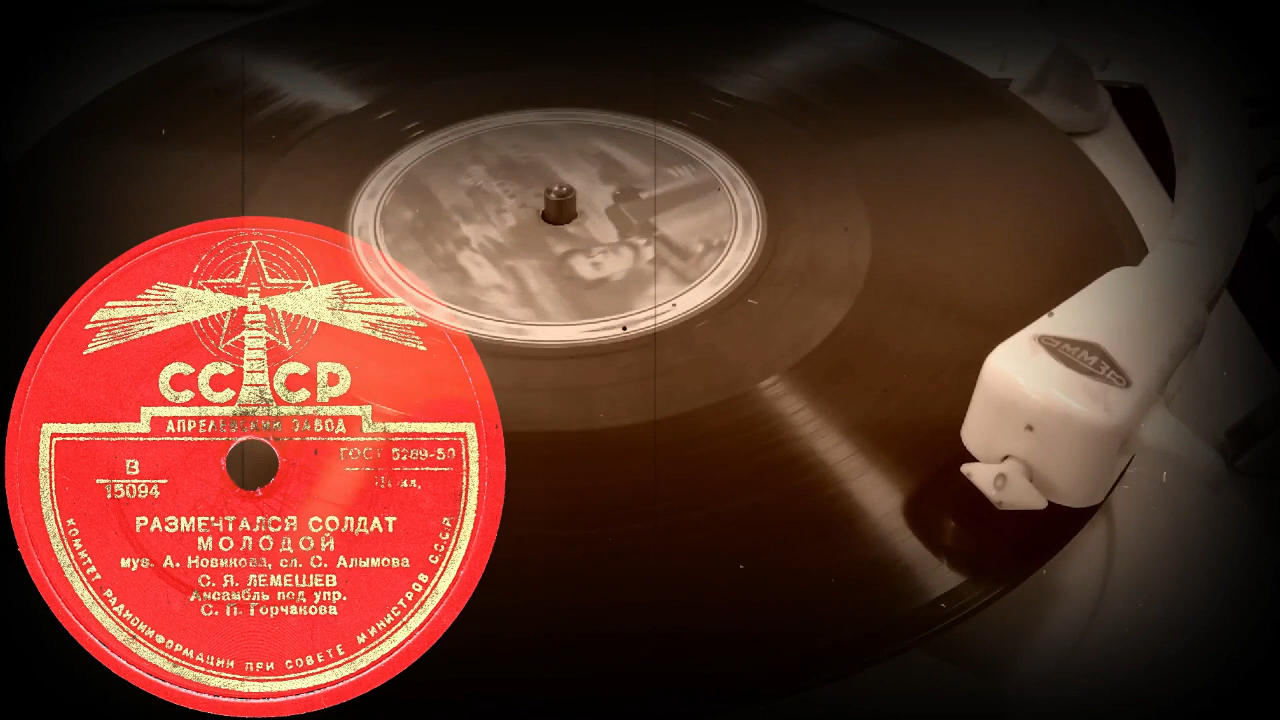 СССР
АПРЕЛЕВСКИЙ ЗАВОД
ГОСТ 5289-50
В
15094
РАЗМЕЧТАЛСЯ СОЛДАТ
МОЛОДОЙ
муз. А. Новикова, сл. С. Алымова
С. Я. ЛЕМЕШЕВ
Ансамбль под упр.
С. П. Горчакова
КОМИТЕТ РАДИОИНФОРМАЦИИ ПРИ СОВЕТЕ МИНИСТРОВ СССР